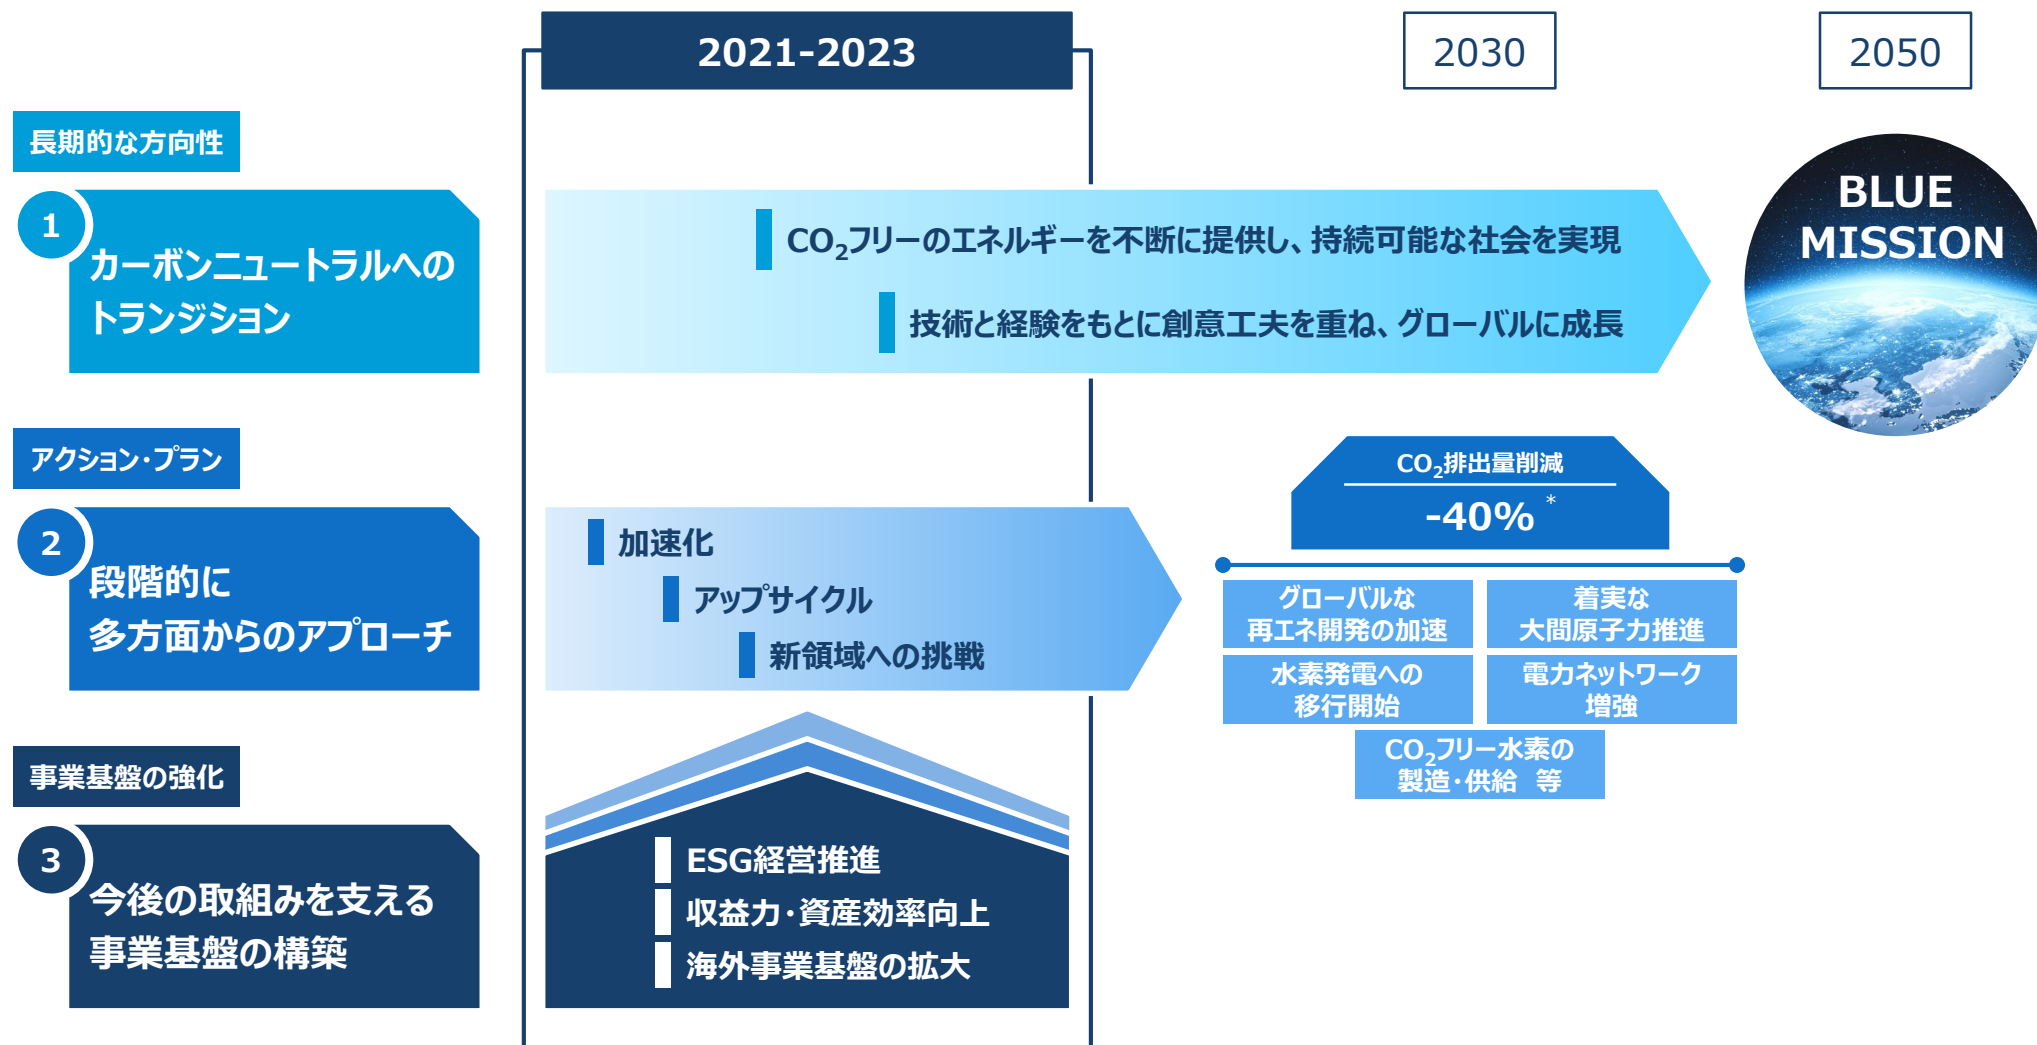 2021-2023
2030
2050
長期的な方向性
1
カーボンニュートラルへの
トランジション
CO₂フリーのエネルギーを不断に提供し、持続可能な社会を実現
技術と経験をもとに創意工夫を重ね、グローバルに成長
BLUE
MISSION
アクション・プラン
2
段階的に
多方面からのアプローチ
加速化
アップサイクル
新領域への挑戦
CO₂排出量削減
-40% *
グローバルな
再エネ開発の加速
着実な
大間原子力推進
水素発電への
移行開始
電力ネットワーク
増強
CO₂フリー水素の
製造・供給 等
事業基盤の強化
3
今後の取組みを支える
事業基盤の構築
ESG経営推進
収益力・資産効率向上
海外事業基盤の拡大